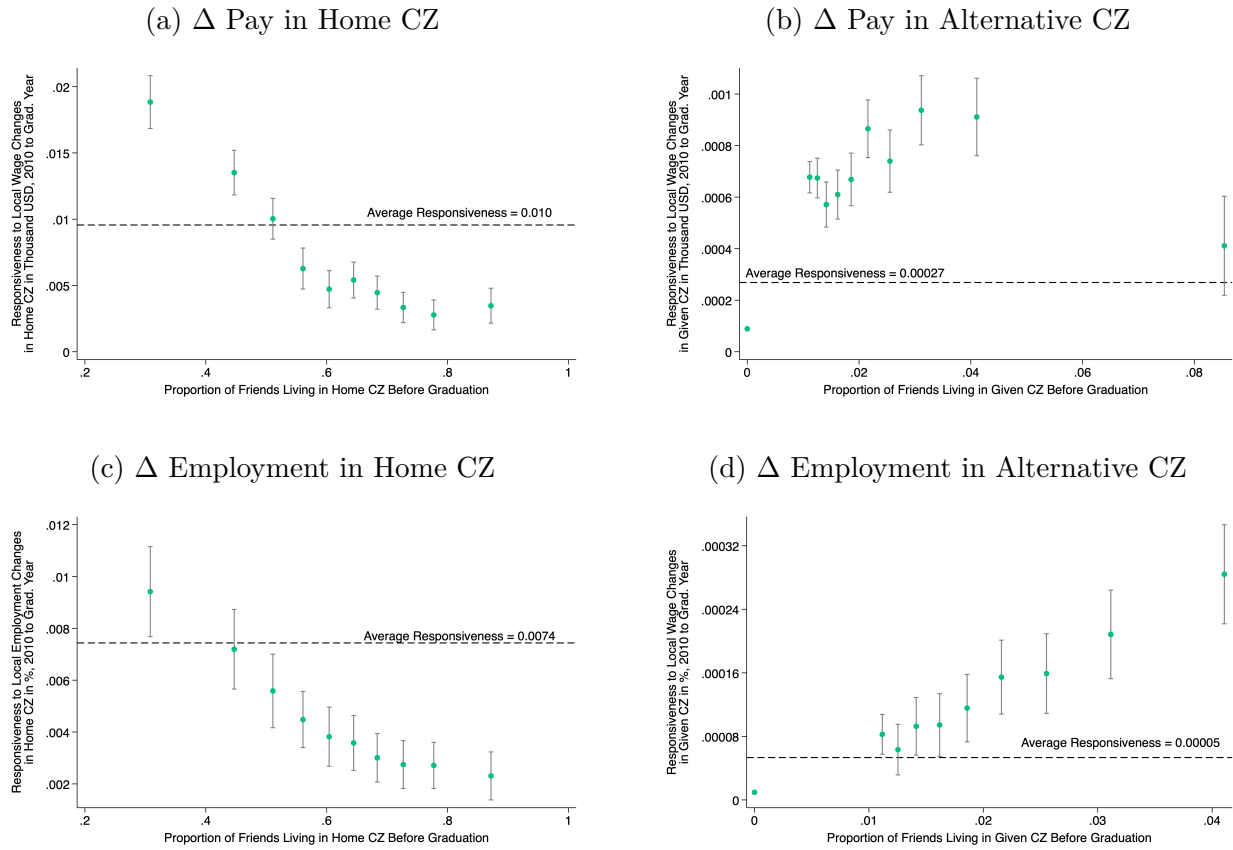 (a) Δ Pay in Home CZ
Responsiveness to Local Wage Changes
in Home CZ in Thousand USD, 2010 to Grad. Year
.02
.015
.01
.005
0
Average Responsiveness = 0.010
.2 .4 .6 .8 1
Proportion of Friends Living in Home CZ Before Graduation
(b) Δ Pay in Alternative CZ
Responsiveness to Local Wage Changes
in Given CZ in Thousand USD, 2010 to Grad. Year
.001
.0008
.0006
.0004
.0002
0
Average Responsiveness = 0.00027
0 .02 .04 .06 .08
Proportion of Friends Living in Given CZ Before Graduation
(c) Δ Employment in Home CZ
Responsiveness to Local Employment Changes
in Home CZ in %, 2010 to Grad. Year
.012
.01
.008
.006
.004
.002
Average Responsiveness = 0.0074
.2 .4 .6 .8 1
Proportion of Friends Living in Home CZ Before Graduation
(d) Δ Employment in Alternative CZ
Responsiveness to Local Wage Changes
in Given CZ in %, 2010 to Grad. Year
.00032
.00024
.00016
.00008
0
Average Responsiveness = 0.00005
0 .01 .02 .03 .04
Proportion of Friends Living in Given CZ Before Graduation